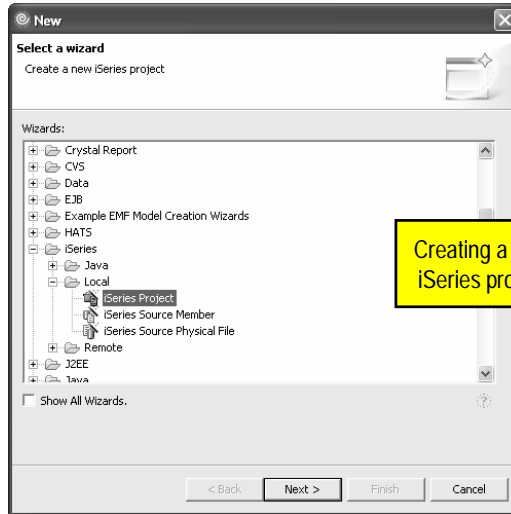 New
Select a wizard
Create a new iSeries project
Wizards:
Crystal Report
CVS
Data
EJB
Example EMF Model Creation Wizards
HATS
iSeries
Java
Local
iSeries Project
iSeries Source Member
iSeries Source Physical File
Remote
J2EE
Java
Creating a
iSeries pro
Show All Wizards.
< Back
Next >
Finish
Cancel